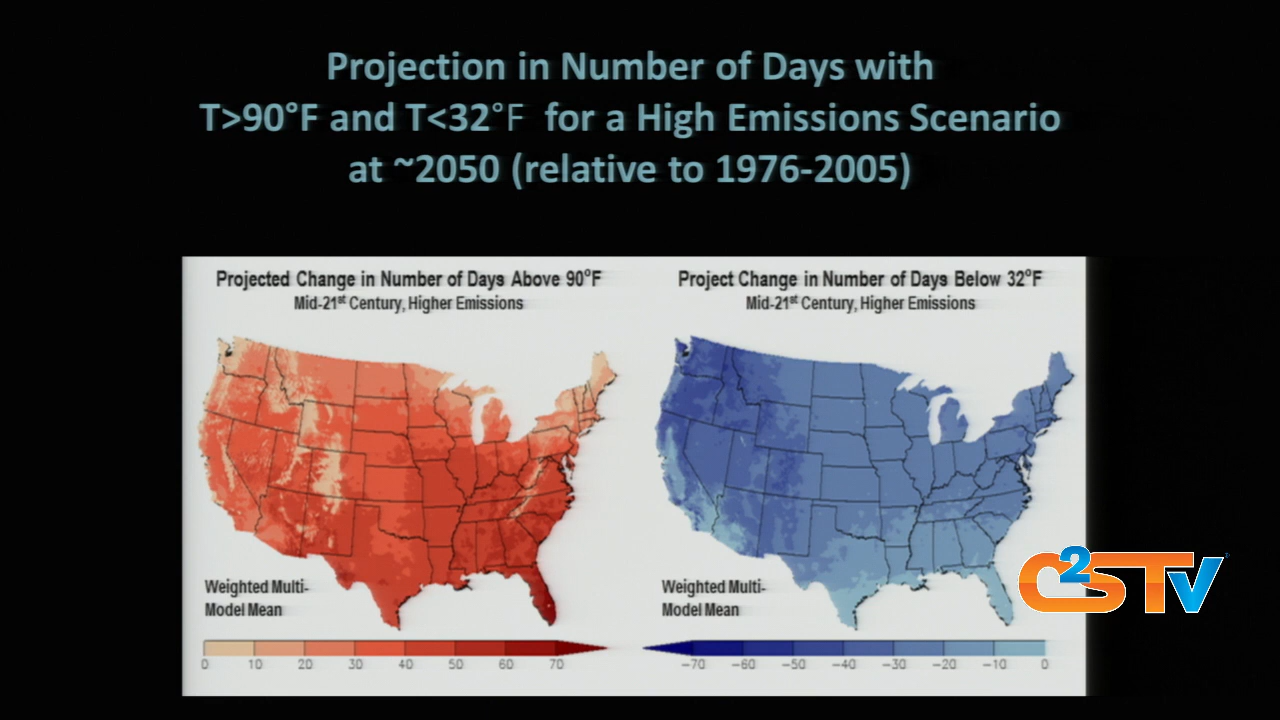 Projection in Number of Days with
T>90°F and T<32°F for a High Emissions Scenario
at ~2050 (relative to 1976-2005)
Projected Change in Number of Days Above 90°F
Mid-21st Century, Higher Emissions
Weighted Multi-
Model Mean
0 10 20 30 40 50 60 70
Project Change in Number of Days Below 32°F
Mid-21st Century, Higher Emissions
Weighted Multi-
Model Mean
−70 −60 −50 −40 −30 −20 −10 0
C2STV